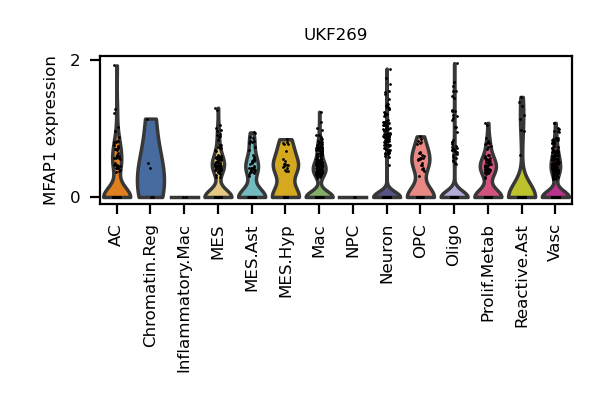 UKF269
MFAP1 expression
2
0
AC
Chromatin.Reg
Inflammatory.Mac
MES
MES.Ast
MES.Hyp
Mac
NPC
Neuron
OPC
Oligo
Prolif.Metab
Reactive.Ast
Vasc